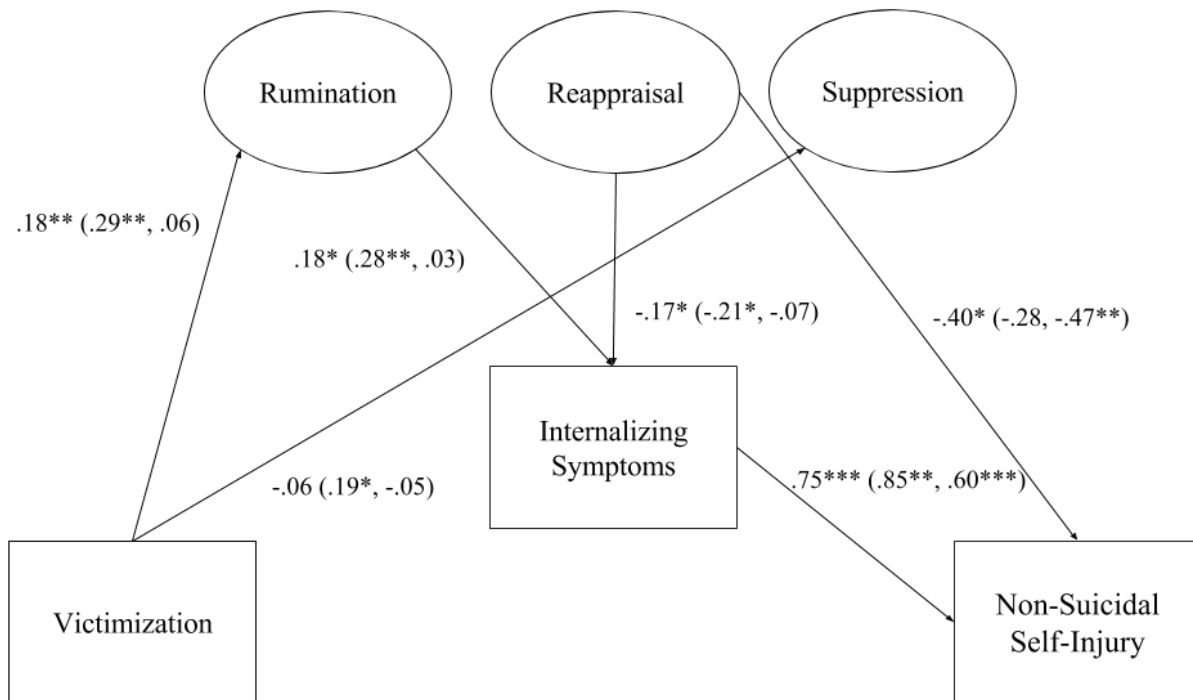 Rumination
Reappraisal
Suppression
.18** (.29**, .06)
.18* (.28**, .03)
-.17* (-.21*, -.07)
-.40* (-.28, -.47**)
Internalizing
Symptoms
-.06 (.19*, -.05)
.75*** (.85**, .60***)
Victimization
Non-Suicidal
Self-Injury